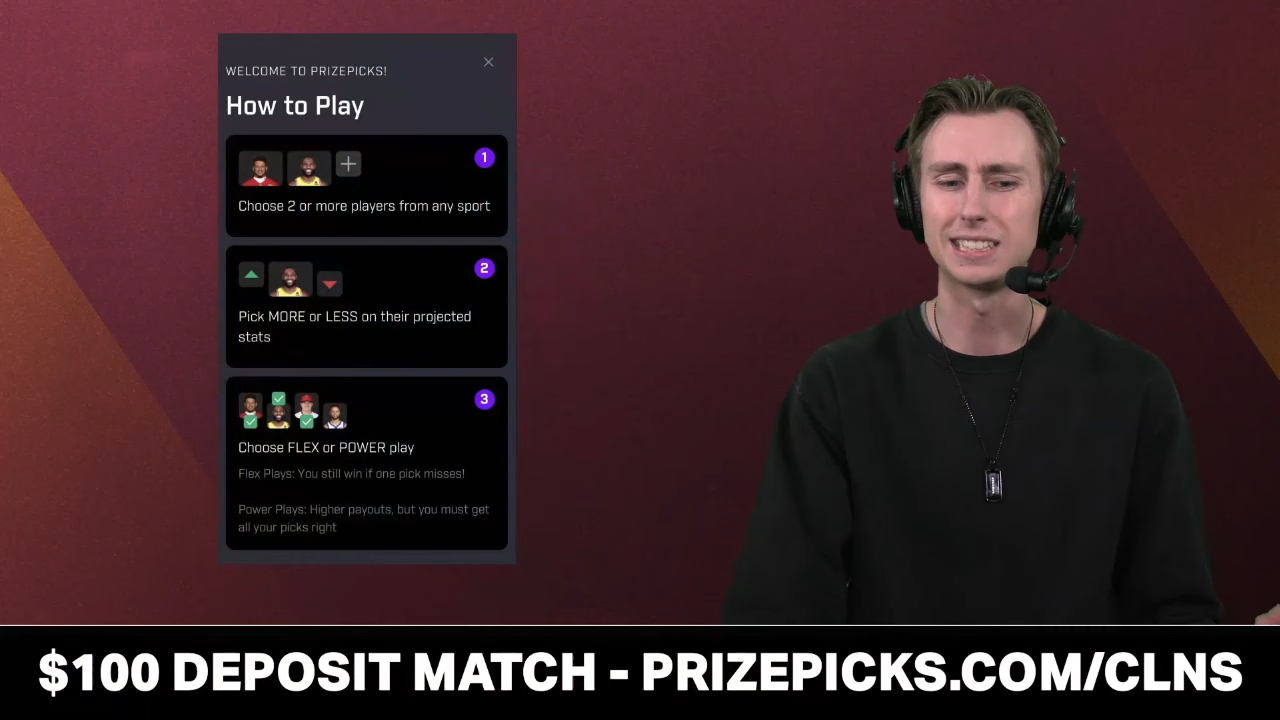 WELCOME TO PRIZEPICKS!
How to Play
1
Choose 2 or more players from any sport
2
Pick MORE or LESS on their projected
stats
3
Choose FLEX or POWER play
Flex Plays: You still win if one pick misses!
Power Plays: Higher payouts, but you must get
all your picks right
$100 DEPOSIT MATCH - PRIZEPICKS.COM/CLNS